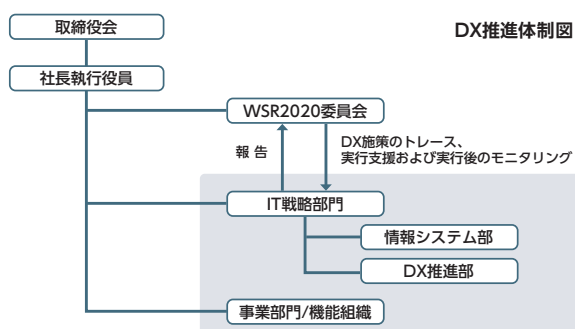 取締役会
DX推進体制図
社長執行役員
WSR2020委員会
報 告
DX施策のトレース、
実行支援および実行後のモニタリング
IT戦略部門
情報システム部
DX推進部
事業部門/機能組織